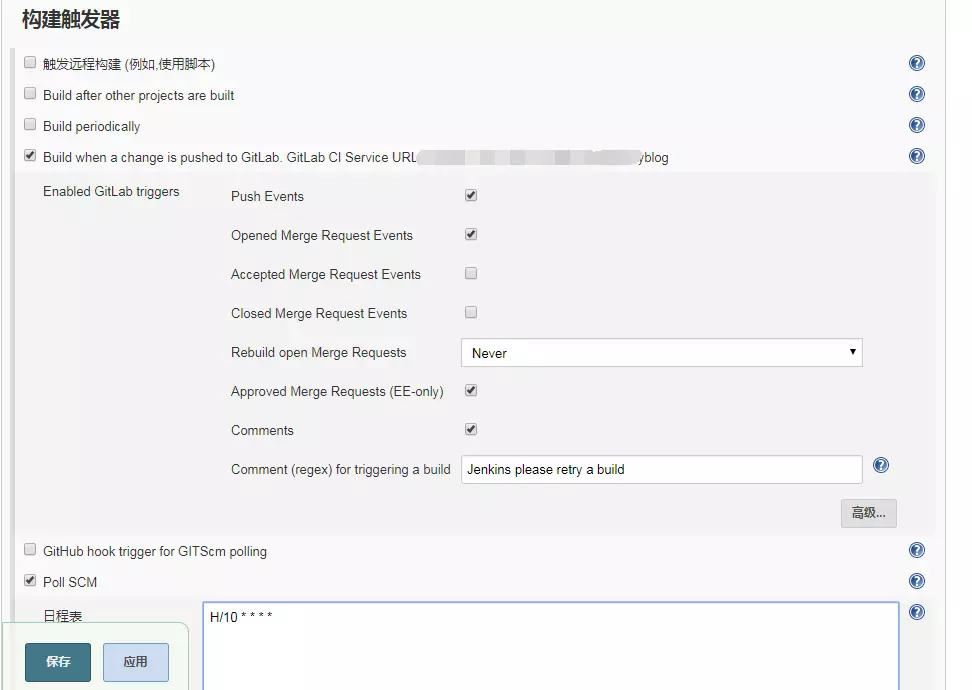 构建触发器
触发远程构建 (例如,使用脚本)
Build after other projects are built
Build periodically
Build when a change is pushed to GitLab. GitLab CI Service URL yblog
Enabled GitLab triggers
Push Events
Opened Merge Request Events
Accepted Merge Request Events
Closed Merge Request Events
Rebuild open Merge Requests Never
Approved Merge Requests (EE-only)
Comments
Comment (regex) for triggering a build Jenkins please retry a build
高级...
GitHub hook trigger for GITScm polling
Poll SCM
日程表 H/10 * * * *
保存 应用